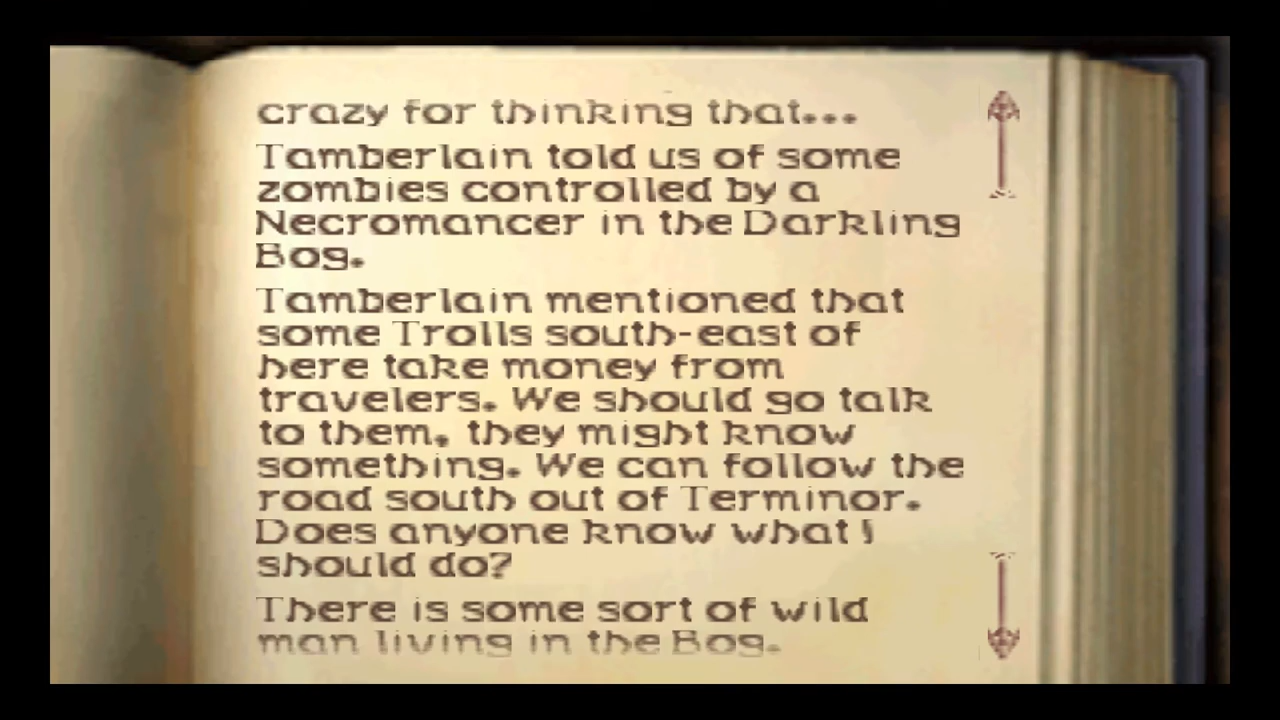 crazy for thinking that...
Tamberlain told us of some
zombies controlled by a
Necromancer in the Darkling
Bog.
Tamberlain mentioned that
some Trolls south-east of
here take money from
travelers. We should go talk
to them, they might know
something. We can follow the
road south out of Terminor.
Does anyone know what I
should do?
There is some sort of wild
man living in the Bog.